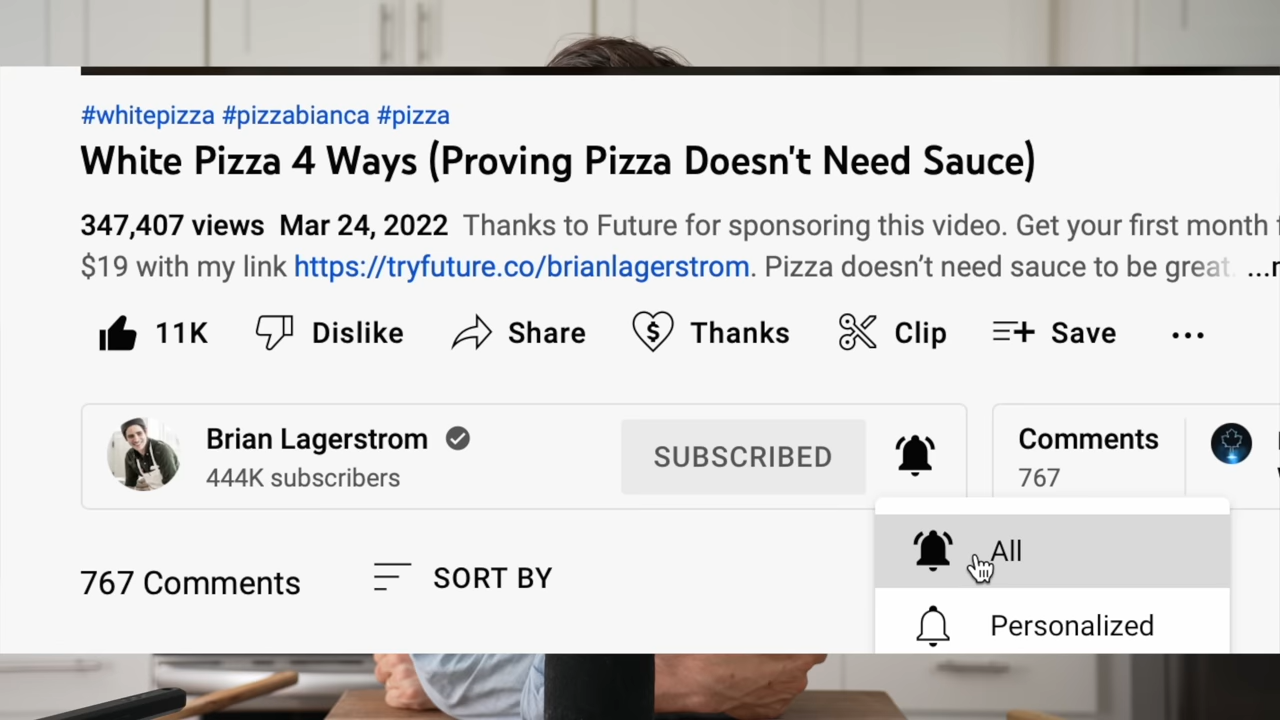 #whitepizza #pizzabianca #pizza
White Pizza 4 Ways (Proving Pizza Doesn't Need Sauce)
347,407 views Mar 24, 2022 Thanks to Future for sponsoring this video. Get your first month
$19 with my link https://tryfuture.co/brianlagerstrom. Pizza doesn’t need sauce to be great. ...
11K Dislike Share Thanks Clip Save
Brian Lagerstrom
444K subscribers
SUBSCRIBED
Comments
767
All
Personalized
767 Comments
SORT BY